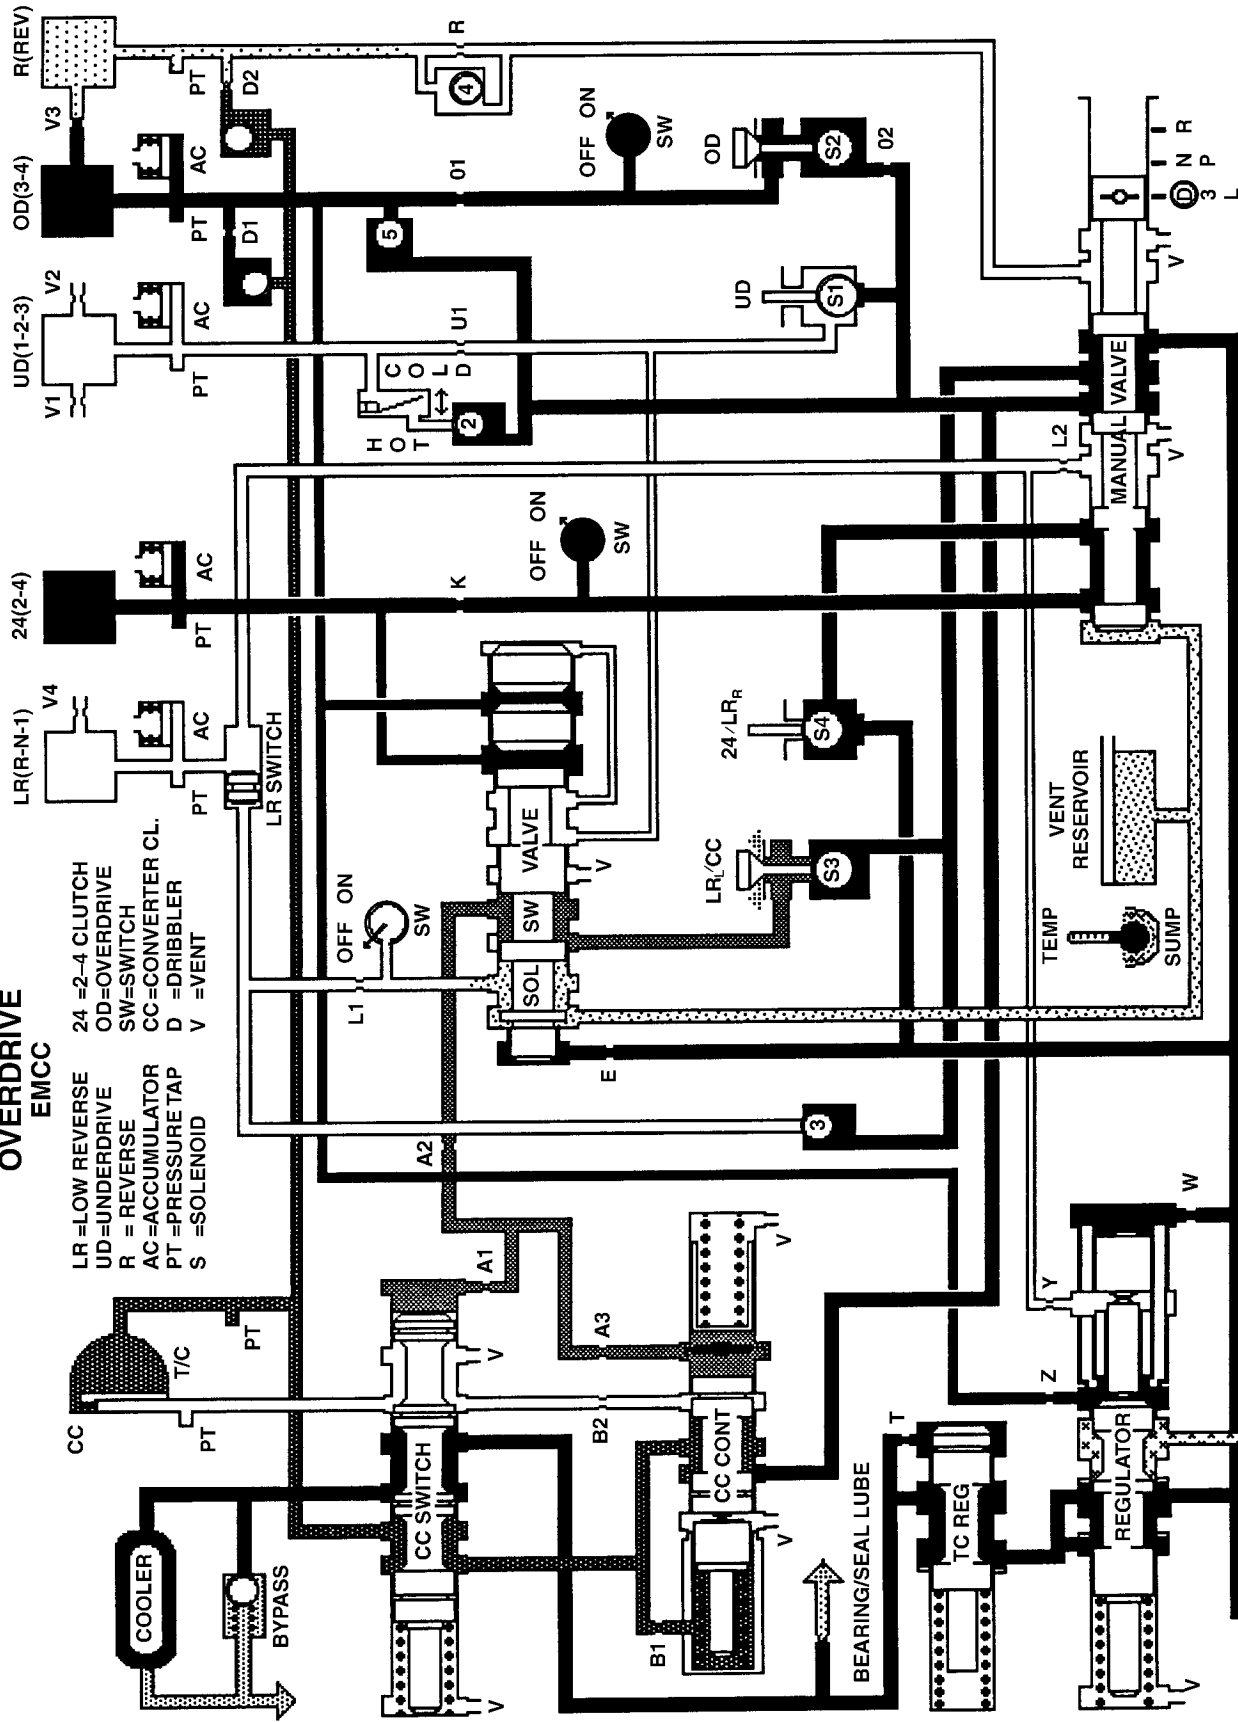 OVERDRIVE
EMCC
LR =LOW REVERSE
UD=UNDERDRIVE
R = REVERSE
AC=ACCUMULATOR
PT =PRESSURE TAP
S =SOLENOID
24 =2–4 CLUTCH
OD=OVERDRIVE
SW=SWITCH
CC=CONVERTER CL.
D =DRIBBLER
V =VENT
LR(R-N-1)
V4
24(2-4)
UD(1-2-3)
V1
V2
OD(3-4)
V3
R(REV)
CC
T/C
PT
PT
PT
AC
PT
AC
PT
AC
PT
AC
PT
D1
D2
LR SWITCH
COOLER
BYPASS
CC SWITCH
V
V
A1
A2
A3
B1
B2
L1
OFF ON
SW
SOL SW VALVE
V
E
K
OFF ON
SW
HOT
COLD
2
U1
5
O1
4
R
OFF ON
SW
CC CONT
V
V
3
LRL/CC
S3
24/LRR
S4
UD
S1
OD
S2
02
BEARING/SEAL LUBE
TC REG
T
REGULATOR
V
Z
Y
W
TEMP
SUMP
VENT
RESERVOIR
L2
MANUAL VALVE
V
V
D
3
L
N
P
R